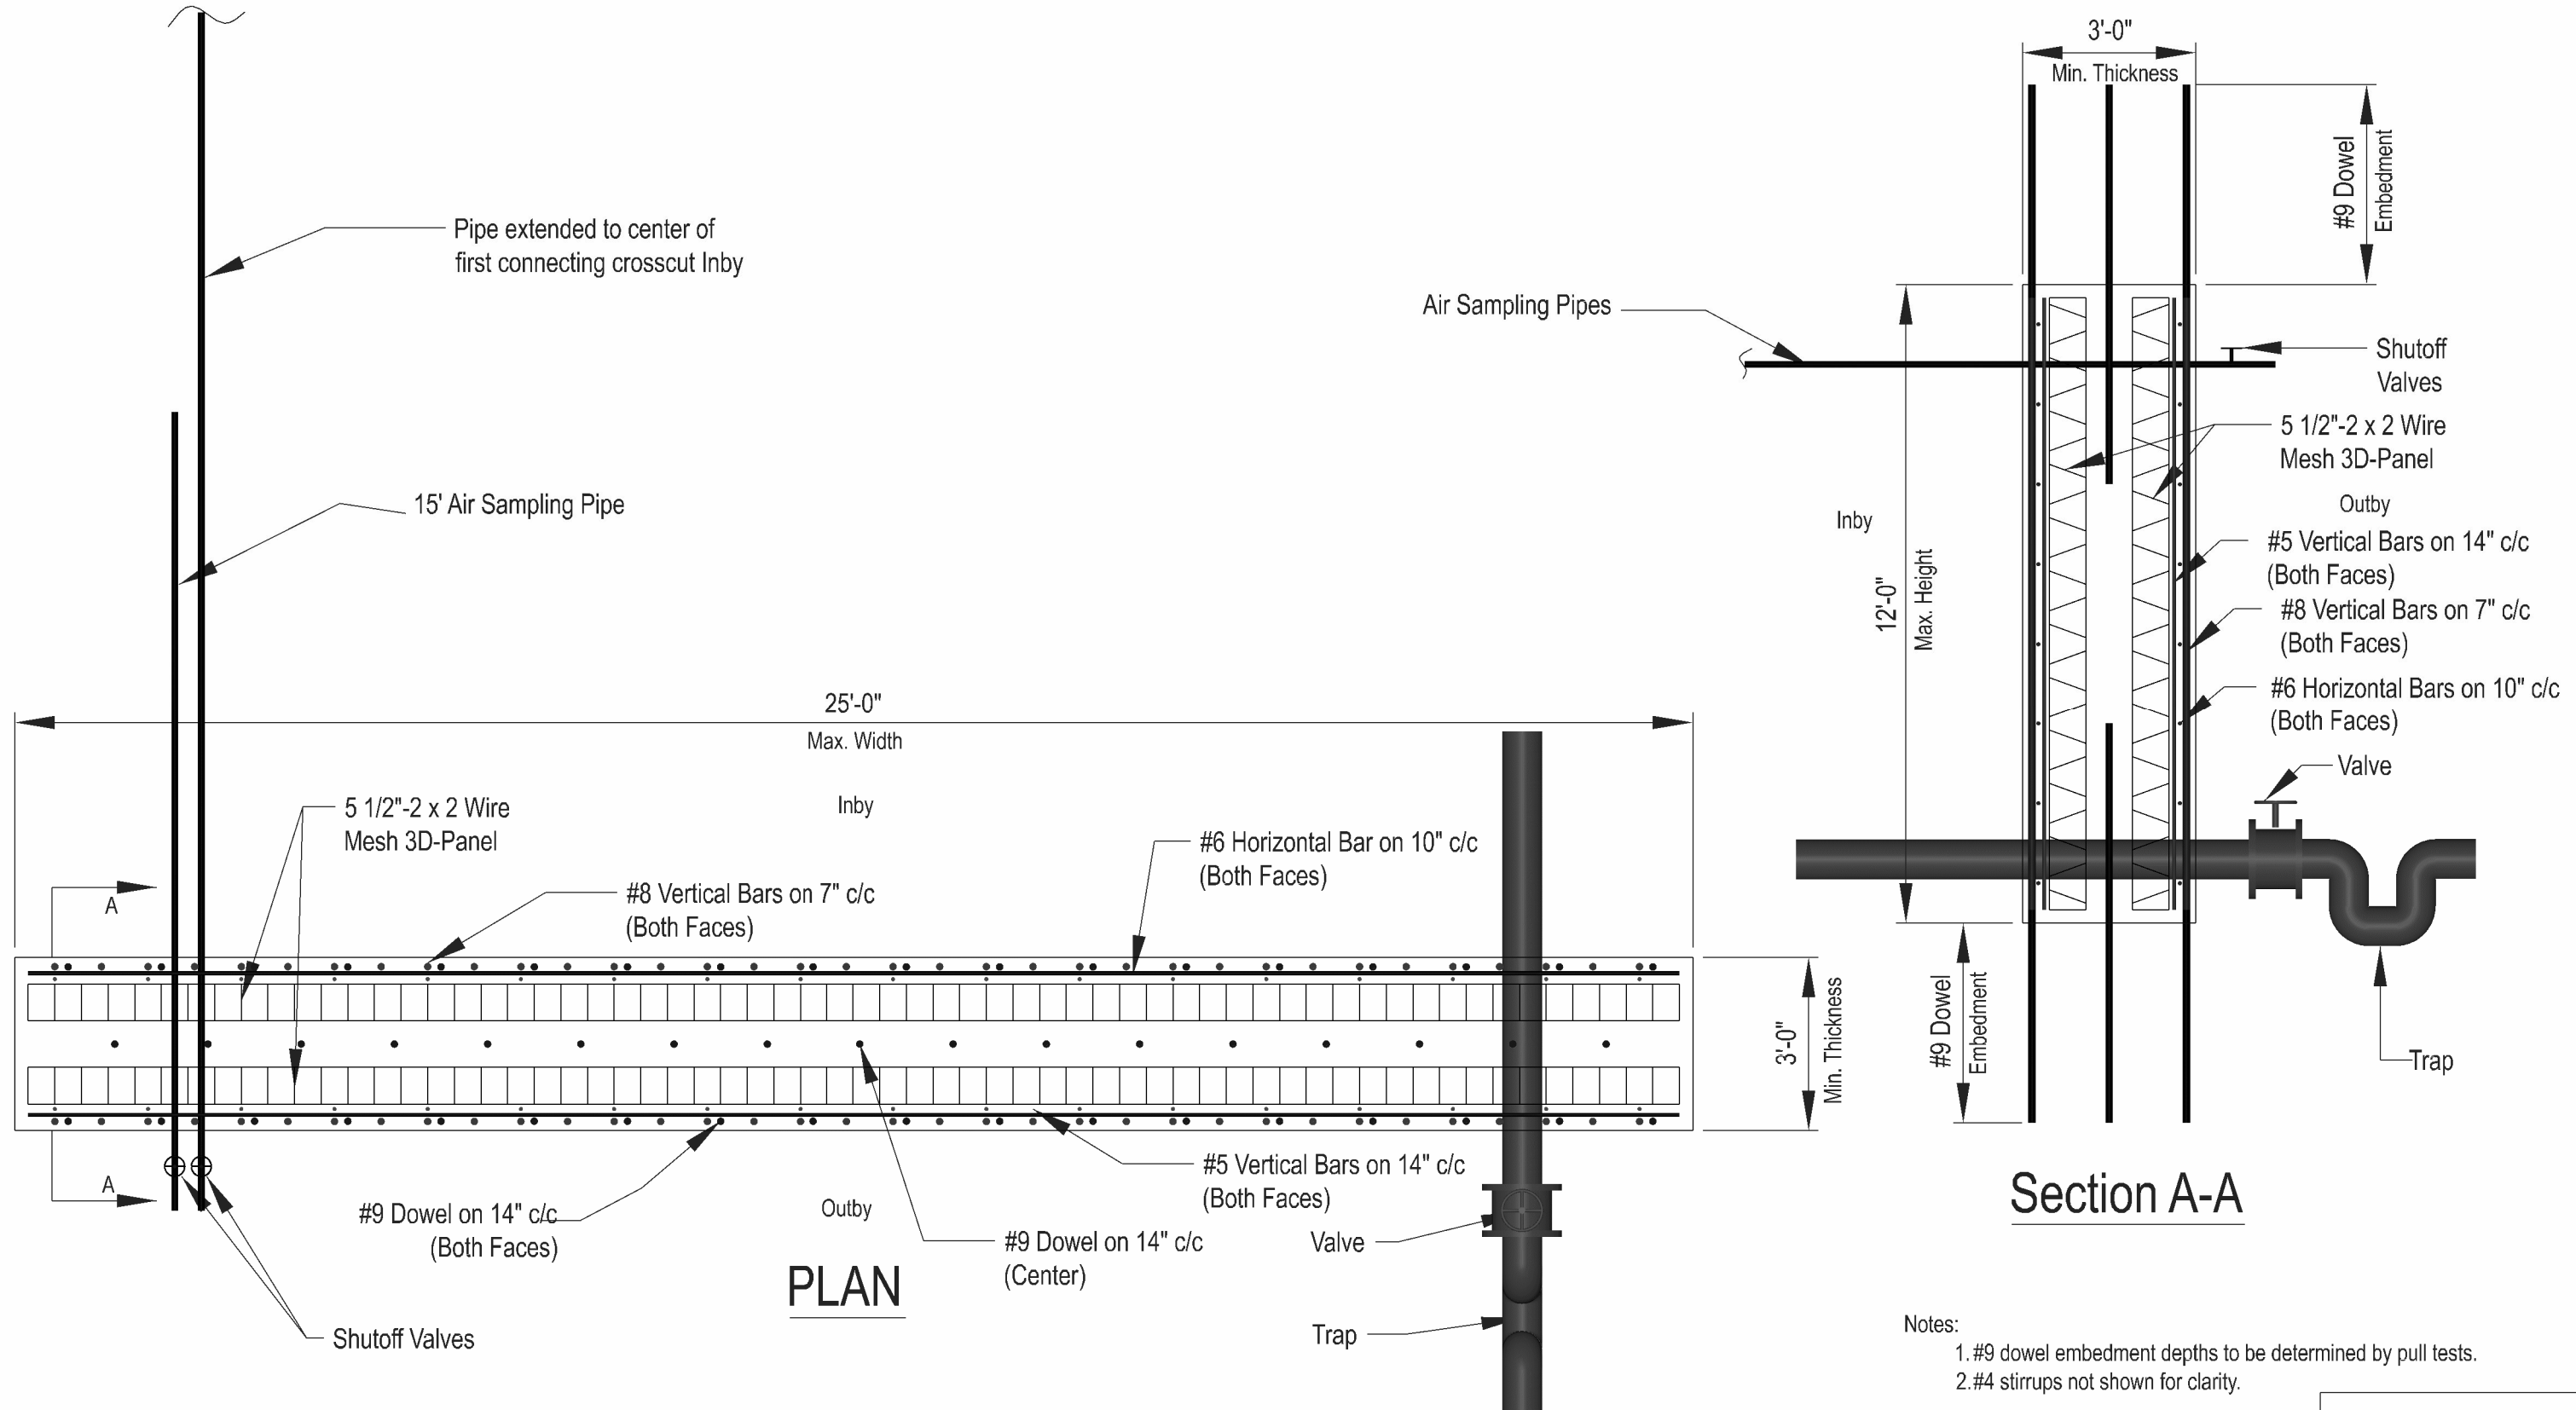 Pipe extended to center of
first connecting crosscut Inby
15' Air Sampling Pipe
25'-0"
Max. Width
Inby
5 1/2"-2 x 2 Wire
Mesh 3D-Panel
#8 Vertical Bars on 7" c/c
(Both Faces)
#6 Horizontal Bar on 10" c/c
(Both Faces)
A
A
3'-0"
Min. Thickness
#9 Dowel on 14" c/c
(Both Faces)
Outby
#5 Vertical Bars on 14" c/c
(Both Faces)
#9 Dowel on 14" c/c
(Center)
Valve
Trap
Shutoff Valves
PLAN
3'-0"
Min. Thickness
#9 Dowel
Embedment
Air Sampling Pipes
Shutoff
Valves
5 1/2"-2 x 2 Wire
Mesh 3D-Panel
Inby
Outby
12'-0"
Max. Height
#5 Vertical Bars on 14" c/c
(Both Faces)
#8 Vertical Bars on 7" c/c
(Both Faces)
#6 Horizontal Bars on 10" c/c
(Both Faces)
Valve
#9 Dowel
Embedment
Trap
Section A-A
Notes:
1.#9 dowel embedment depths to be determined by pull tests.
2.#4 stirrups not shown for clarity.